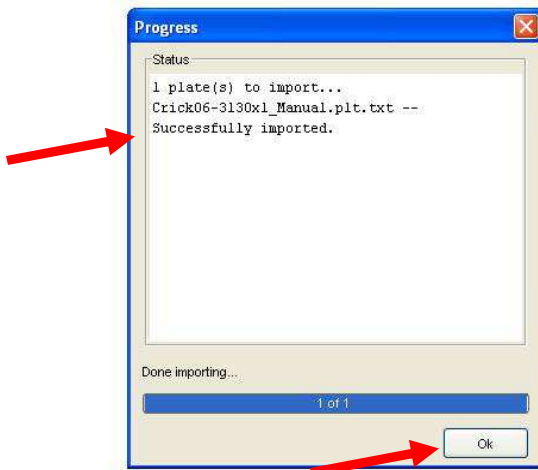 Progress
Status
1 plate(s) to import...
Crick06-3130xl_Manual.plt.txt --
Successfully imported.
Done importing...
1 of 1
Ok